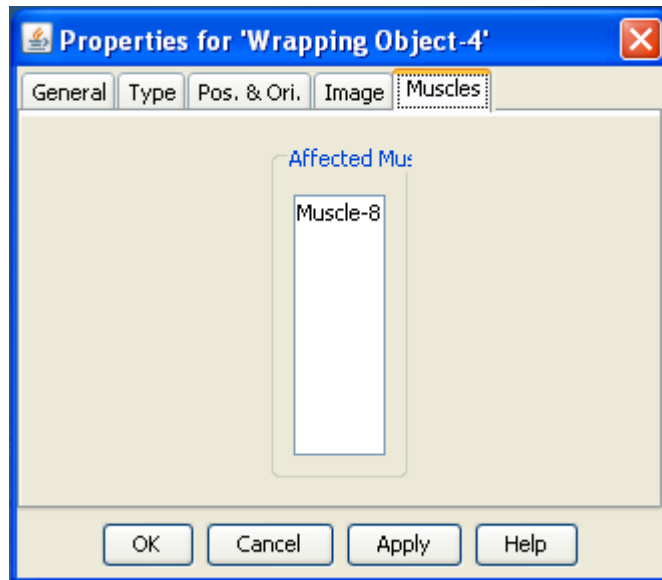 Properties for 'Wrapping Object-4'
General Type Pos. & Ori. Image Muscles
Affected Mus
Muscle-8
OK Cancel Apply Help